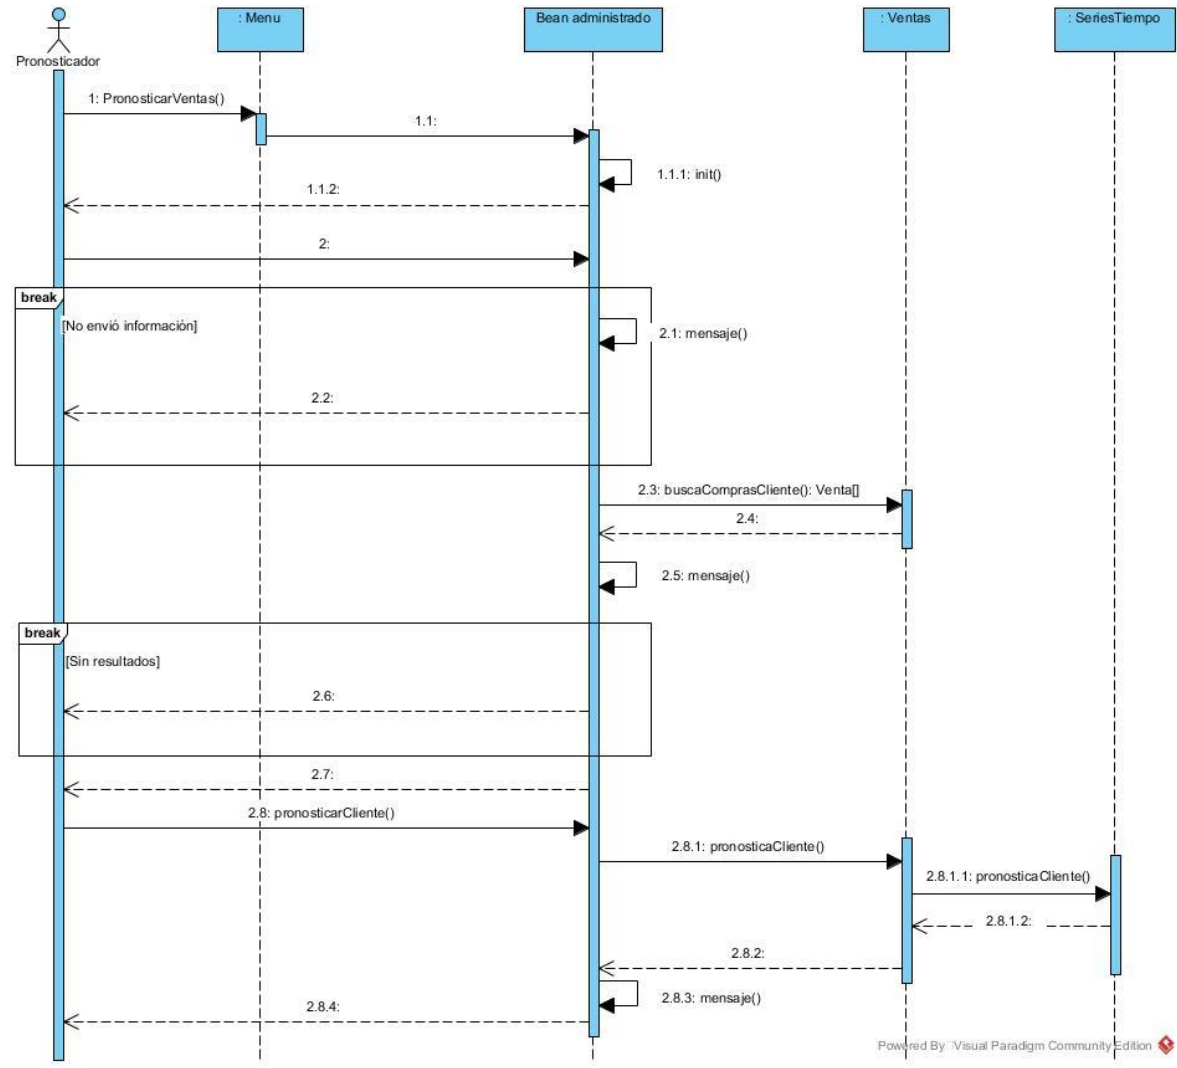 : Menu
Bean administrado
: Ventas
: SeriesTiempo
Pronosticador
1: PronosticarVentas()
1.1:
1.1.1: init()
1.1.2:
2:
break
[No envió información]
2.1: mensaje()
2.2:
2.3: buscaComprasCliente(): Venta[]
2.4:
2.5: mensaje()
break
[Sin resultados]
2.6:
2.7:
2.8: pronosticarCliente()
2.8.1: pronosticaCliente()
2.8.1.1: pronosticaCliente()
2.8.1.2:
2.8.2:
2.8.3: mensaje()
2.8.4:
Powered By Visual Paradigm Community Edition